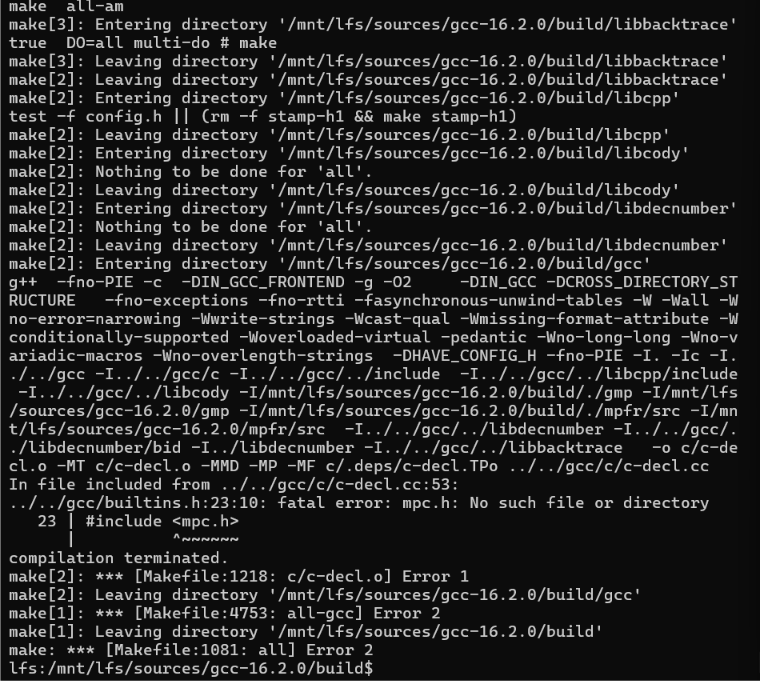 make  all-am
make[3]: Entering directory '/mnt/lfs/sources/gcc-16.2.0/build/libbacktrace'
true  DO=all multi-do # make
make[3]: Leaving directory '/mnt/lfs/sources/gcc-16.2.0/build/libbacktrace'
make[2]: Leaving directory '/mnt/lfs/sources/gcc-16.2.0/build/libbacktrace'
make[2]: Entering directory '/mnt/lfs/sources/gcc-16.2.0/build/libcpp'
test -f config.h || (rm -f stamp-h1 && make stamp-h1)
make[2]: Leaving directory '/mnt/lfs/sources/gcc-16.2.0/build/libcpp'
make[2]: Entering directory '/mnt/lfs/sources/gcc-16.2.0/build/libcody'
make[2]: Nothing to be done for 'all'.
make[2]: Leaving directory '/mnt/lfs/sources/gcc-16.2.0/build/libcody'
make[2]: Entering directory '/mnt/lfs/sources/gcc-16.2.0/build/libdecnumber'
make[2]: Nothing to be done for 'all'.
make[2]: Leaving directory '/mnt/lfs/sources/gcc-16.2.0/build/libdecnumber'
make[2]: Entering directory '/mnt/lfs/sources/gcc-16.2.0/build/gcc'
g++  -fno-PIE -c  -DIN_GCC_FRONTEND -g -O2     -DIN_GCC -DCROSS_DIRECTORY_ST
RUCTURE   -fno-exceptions -fno-rtti -fasynchronous-unwind-tables -W -Wall -W
no-error=narrowing -Wwrite-strings -Wcast-qual -Wmissing-format-attribute -W
conditionally-supported -Woverloaded-virtual -pedantic -Wno-long-long -Wno-v
ariadic-macros -Wno-overlength-strings  -DHAVE_CONFIG_H -fno-PIE -I. -Ic -I.
./../gcc -I../../gcc/c -I../../gcc/../include  -I../../gcc/../libcpp/include
 -I../../gcc/../libcody -I/mnt/lfs/sources/gcc-16.2.0/build/./gmp -I/mnt/lfs
/sources/gcc-16.2.0/gmp -I/mnt/lfs/sources/gcc-16.2.0/build/./mpfr/src -I/mn
t/lfs/sources/gcc-16.2.0/mpfr/src  -I../../gcc/../libdecnumber -I../../gcc/.
./libdecnumber/bid -I../libdecnumber -I../../gcc/../libbacktrace   -o c/c-de
cl.o -MT c/c-decl.o -MMD -MP -MF c/.deps/c-decl.TPo ../../gcc/c/c-decl.cc
In file included from ../../gcc/c/c-decl.cc:53:
../../gcc/builtins.h:23:10: fatal error: mpc.h: No such file or directory
   23 | #include <mpc.h>
      |          ^~~~~~~
compilation terminated.
make[2]: *** [Makefile:1218: c/c-decl.o] Error 1
make[2]: Leaving directory '/mnt/lfs/sources/gcc-16.2.0/build/gcc'
make[1]: *** [Makefile:4753: all-gcc] Error 2
make[1]: Leaving directory '/mnt/lfs/sources/gcc-16.2.0/build'
make: *** [Makefile:1081: all] Error 2
lfs:/mnt/lfs/sources/gcc-16.2.0/build$